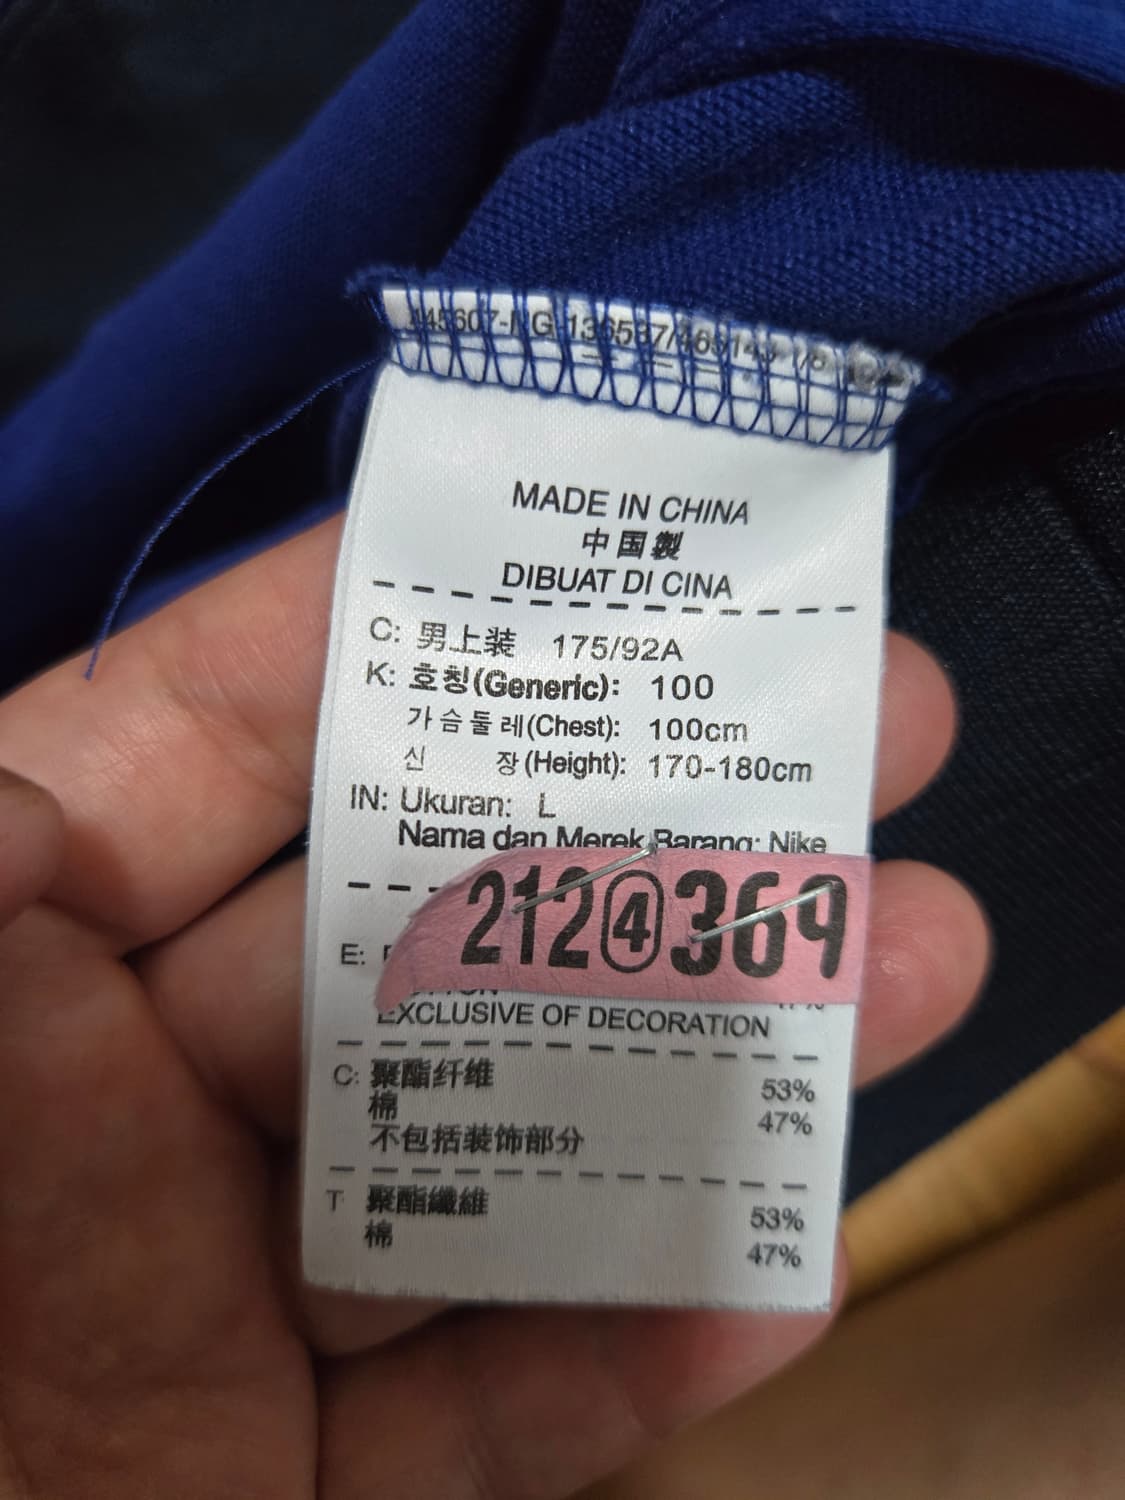 MADE IN CHINA
中国製
DIBUAT DI CINA
C: 男上装 175/92A
K: 호칭(Generic): 100
가슴둘레(Chest): 100cm
신 장(Height): 170-180cm
IN: Ukuran: L
Nama dan Merek Barang: Nike
212④369
E:
EXCLUSIVE OF DECORATION
C: 聚酯纤维 53%
棉 47%
不包括装饰部分
T 聚酯纖維 53%
棉 47%